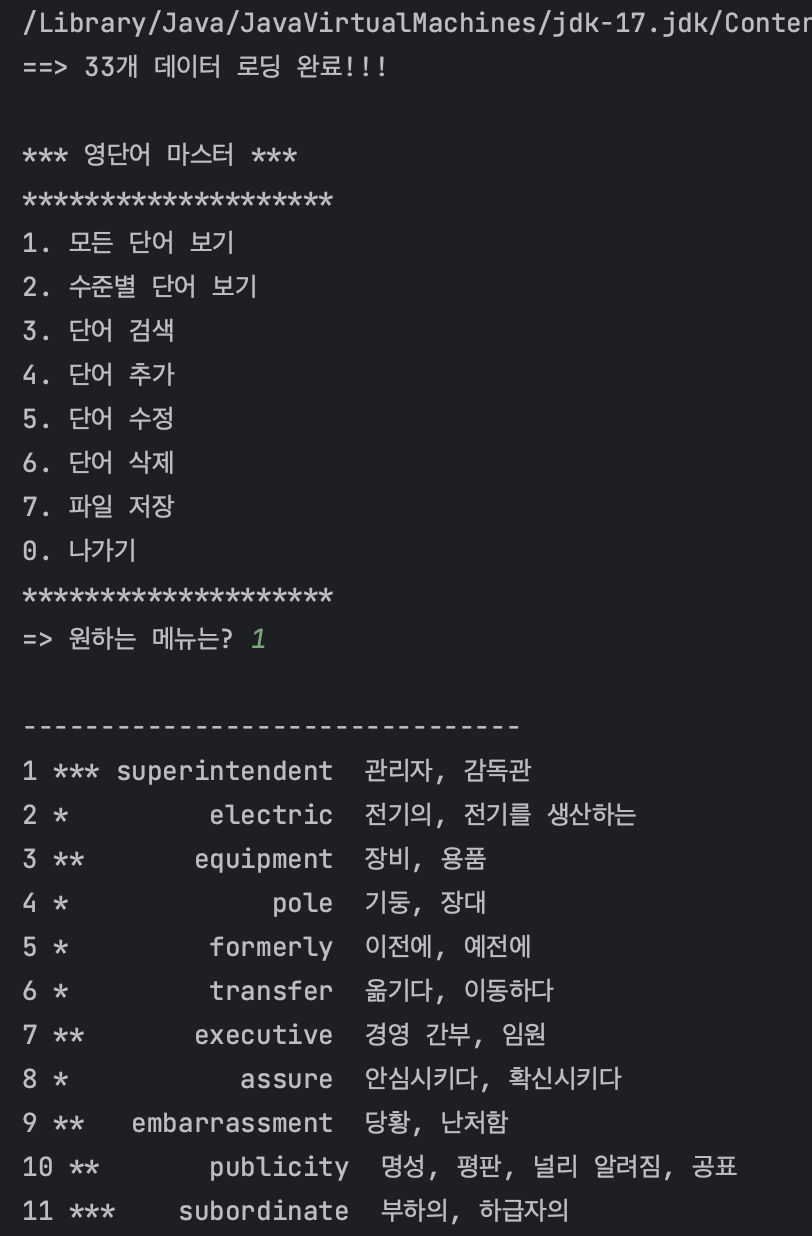 /Library/Java/JavaVirtualMachines/jdk-17.jdk/Conten
==> 33개 데이터 로딩 완료!!!
*** 영단어 마스터 ***
********************
1. 모든 단어 보기
2. 수준별 단어 보기
3. 단어 검색
4. 단어 추가
5. 단어 수정
6. 단어 삭제
7. 파일 저장
0. 나가기
********************
=> 원하는 메뉴는? 1
--------------------------------
1 *** superintendent  관리자, 감독관
2 *         electric  전기의, 전기를 생산하는
3 **       equipment  장비, 용품
4 *             pole  기둥, 장대
5 *         formerly  이전에, 예전에
6 *         transfer  옮기다, 이동하다
7 **       executive  경영 간부, 임원
8 *           assure  안심시키다, 확신시키다
9 **   embarrassment  당황, 난처함
10 **       publicity  명성, 평판, 널리 알려짐, 공표
11 ***    subordinate  부하의, 하급자의